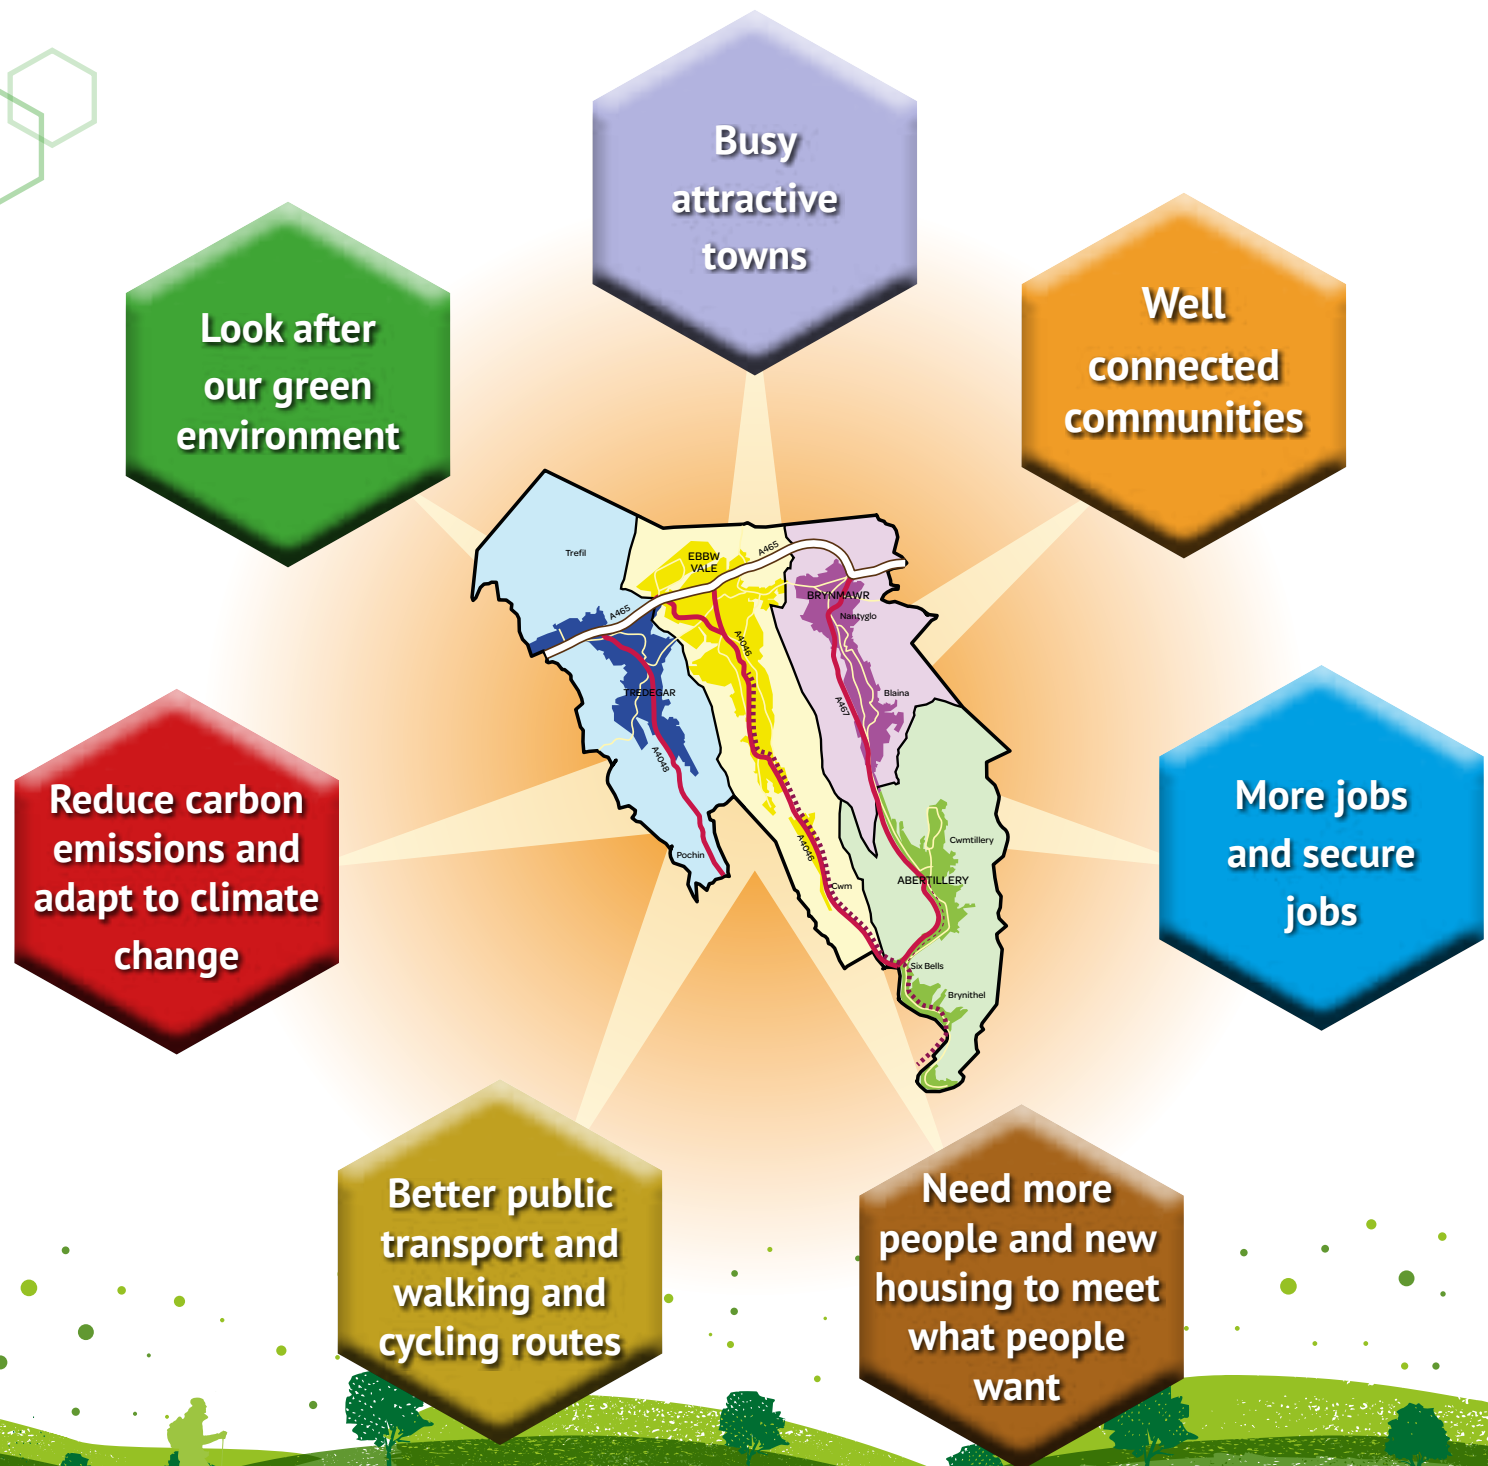 Busy
attractive
towns
Look after
our green
environment
Well
connected
communities
Reduce carbon
emissions and
adapt to climate
change
More jobs
and secure
jobs
Better public
transport and
walking and
cycling routes
Need more
people and new
housing to meet
what people
want
Trefil
EBBW
VALE
A465
A465
BRYNMAWR
Nantyglo
A4046
TREDEGAR
Blaina
A467
A4048
Pochin
A4046
Cwm
Cwmtillery
ABERTILLERY
Six Bells
Brynithel